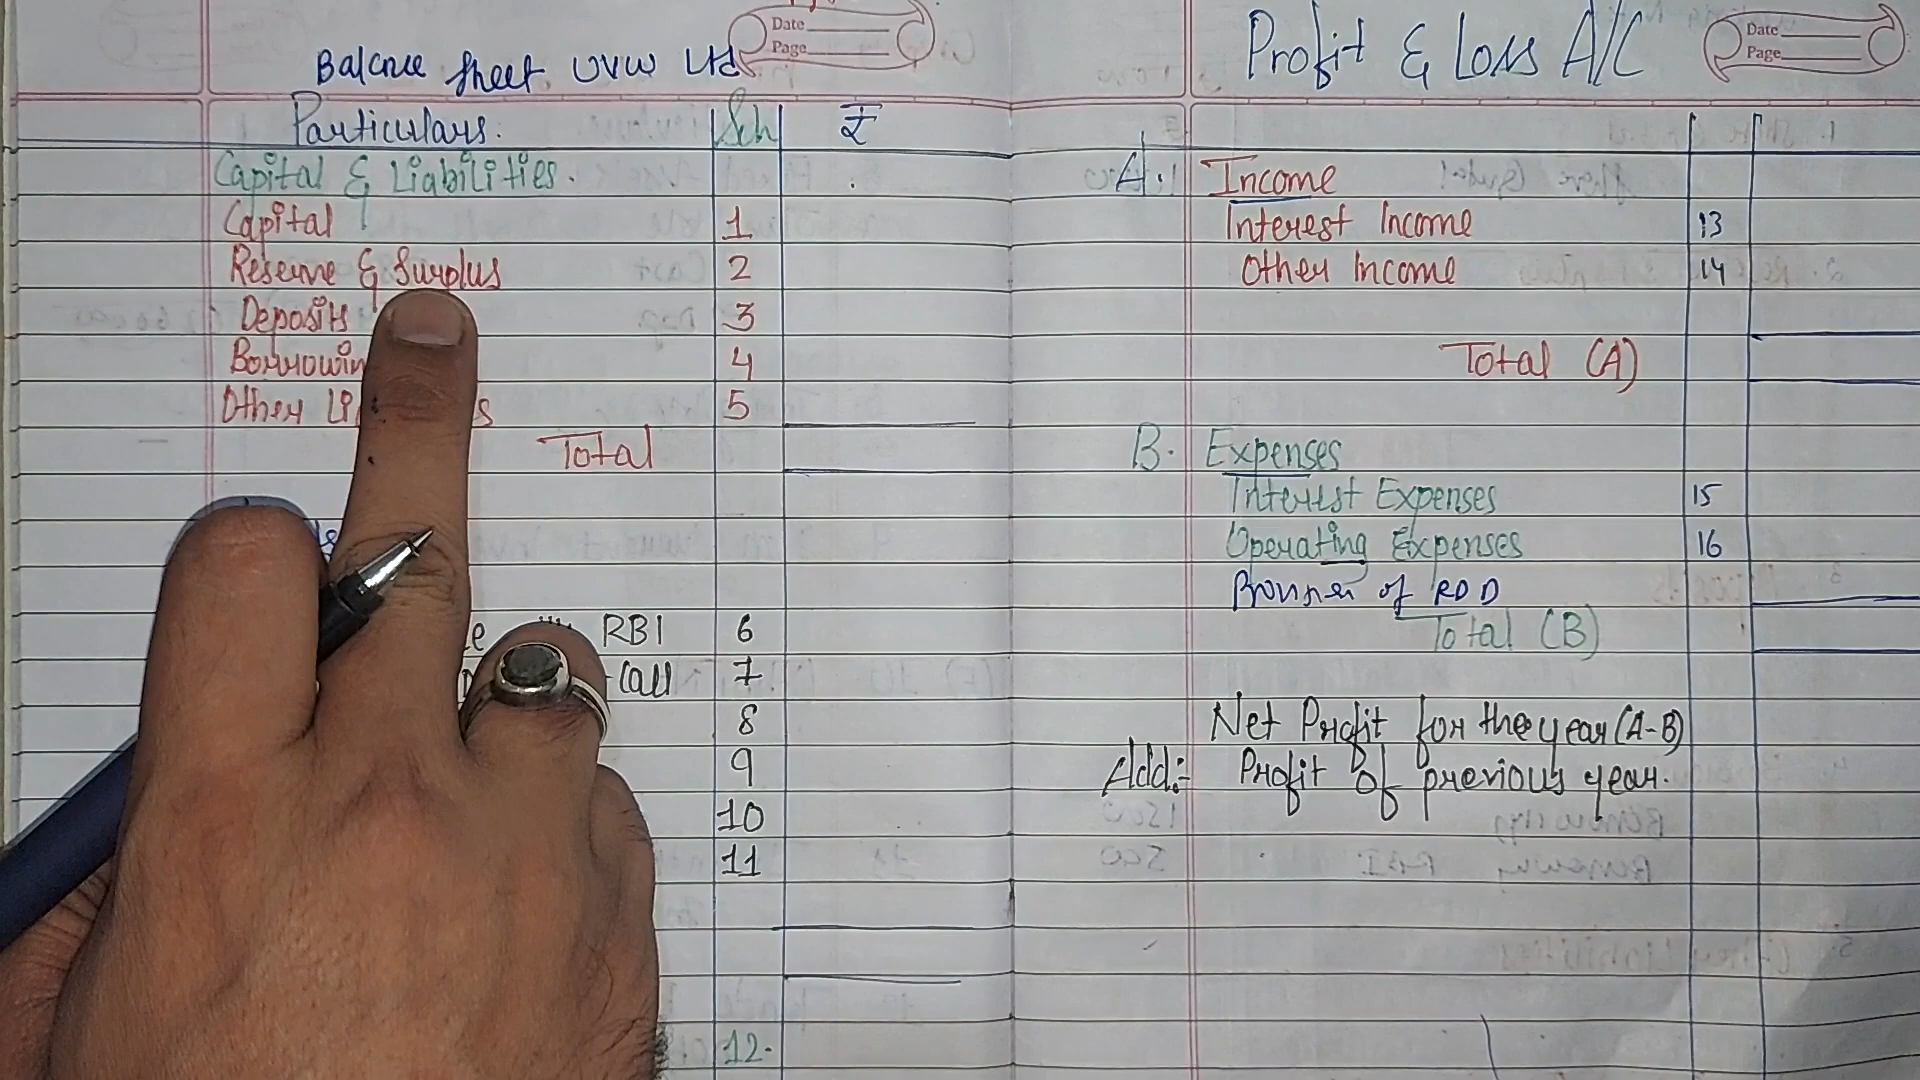 Date
Page
Balance Sheet UVW Ltd
Particulars. Sch ₹
Capital & Liabilities.
Capital 1
Reserve & Surplus 2
Deposits 3
Borrowin 4
Other Li s 5
Total
RBI 6
Call 7
8
9
10
11
12.
Date
Page
Profit & Loss A/C
A. Income
Interest Income 13
Other Income 14
Total (A)
B. Expenses
Interest Expenses 15
Operating Expenses 16
of RDD
Total (B)
Net Profit for the year (A-B)
Add:- Profit of previous year.